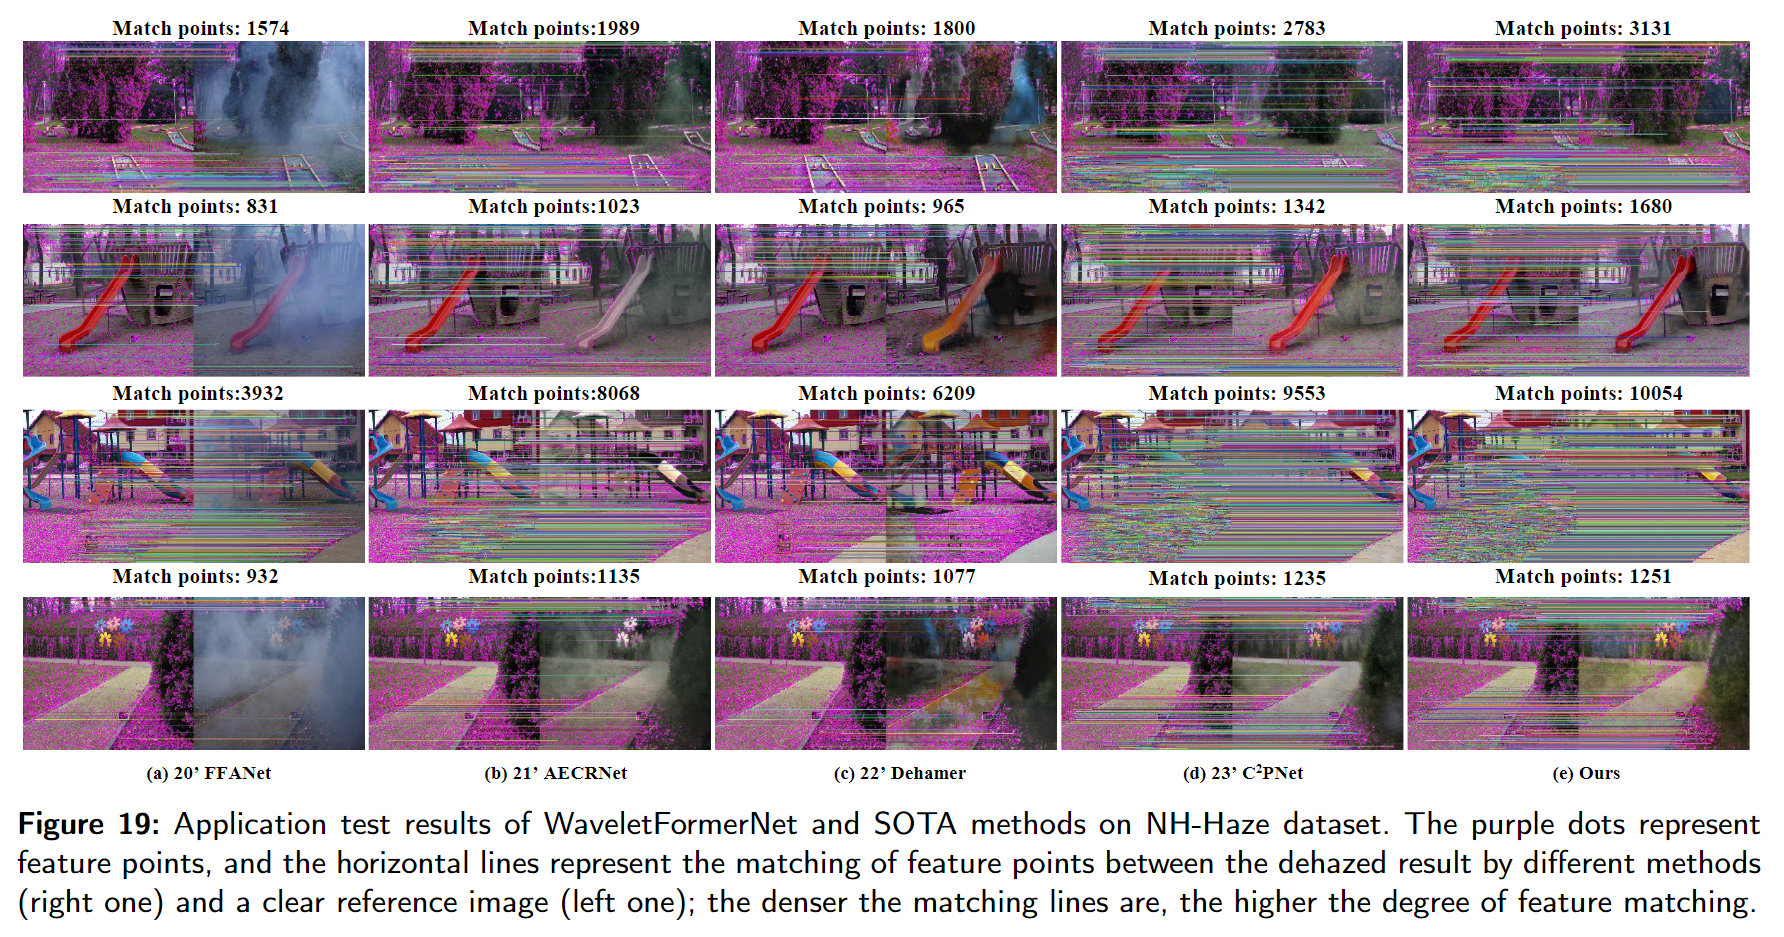 Match points: 1574
Match points:1989
Match points: 1800
Match points: 2783
Match points: 3131
Match points: 831
Match points:1023
Match points: 965
Match points: 1342
Match points: 1680
Match points:3932
Match points:8068
Match points: 6209
Match points: 9553
Match points: 10054
Match points: 932
Match points:1135
Match points: 1077
Match points: 1235
Match points: 1251
(a) 20’ FFANet
(b) 21’ AECRNet
(c) 22’ Dehamer
(d) 23’ C²PNet
(e) Ours
Figure 19: Application test results of WaveletFormerNet and SOTA methods on NH-Haze dataset. The purple dots represent
feature points, and the horizontal lines represent the matching of feature points between the dehazed result by different methods
(right one) and a clear reference image (left one); the denser the matching lines are, the higher the degree of feature matching.